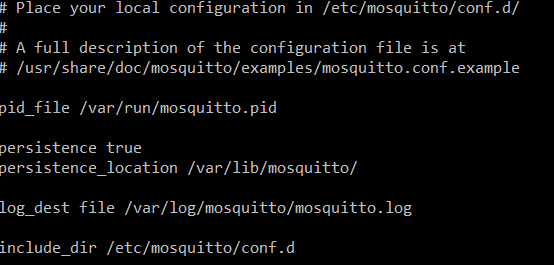 # Place your local configuration in /etc/mosquitto/conf.d/
#
# A full description of the configuration file is at
# /usr/share/doc/mosquitto/examples/mosquitto.conf.example
pid_file /var/run/mosquitto.pid
persistence true
persistence_location /var/lib/mosquitto/
log_dest file /var/log/mosquitto/mosquitto.log
include_dir /etc/mosquitto/conf.d